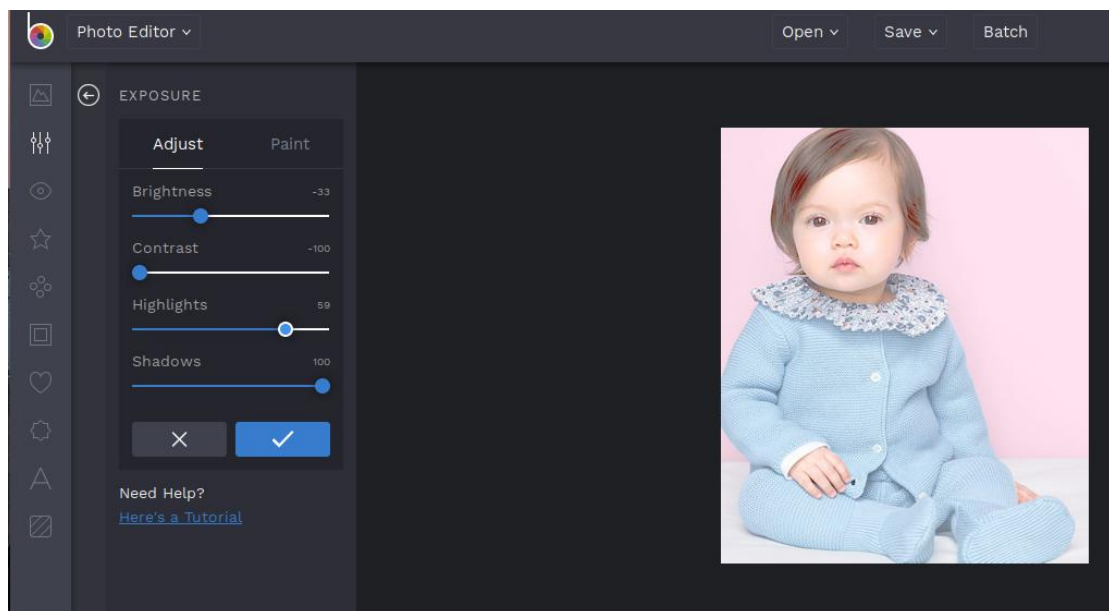 Photo Editor
Open
Save
Batch
EXPOSURE
Adjust
Paint
Brightness
-33
Contrast
-100
Highlights
59
Shadows
100
Need Help?
Here's a Tutorial